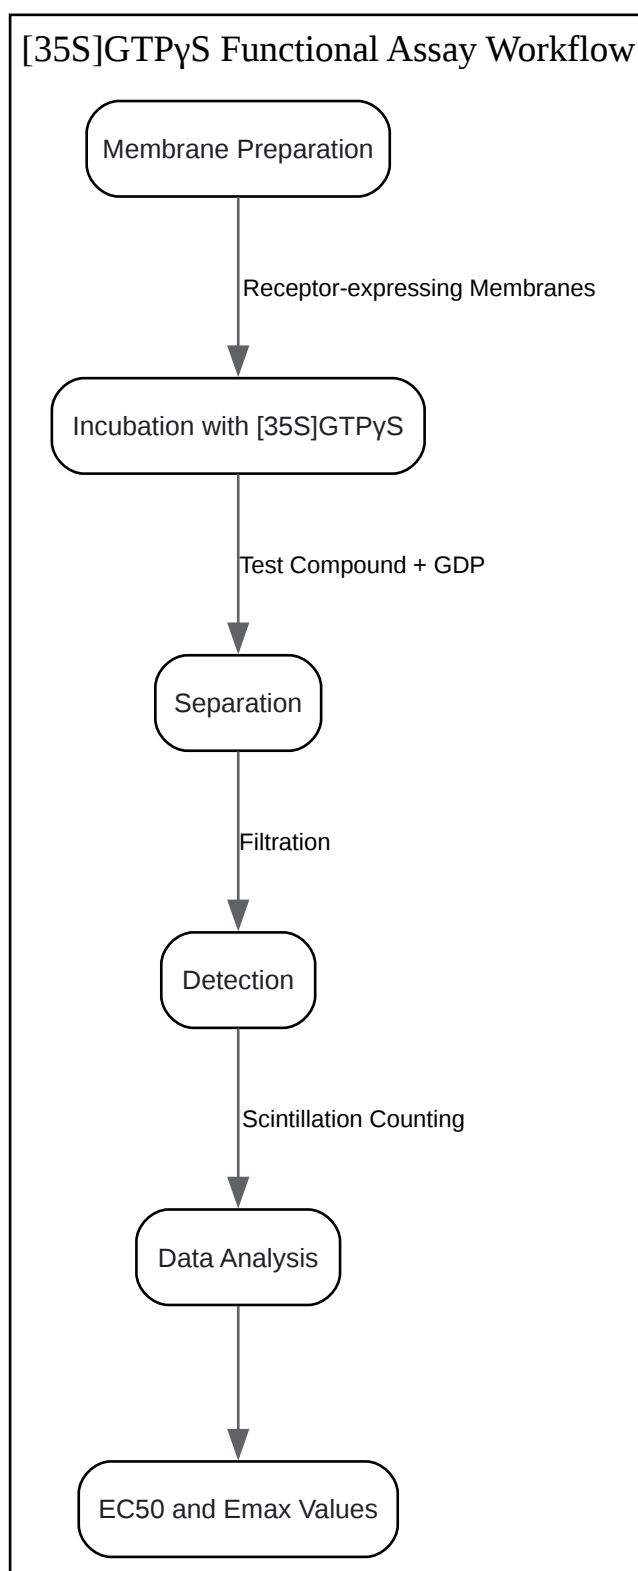 [35S]GTPγS Functional Assay Workflow
Membrane Preparation
Receptor-expressing Membranes
Incubation with [35S]GTPγS
Test Compound + GDP
Separation
Filtration
Detection
Scintillation Counting
Data Analysis
EC50 and Emax Values